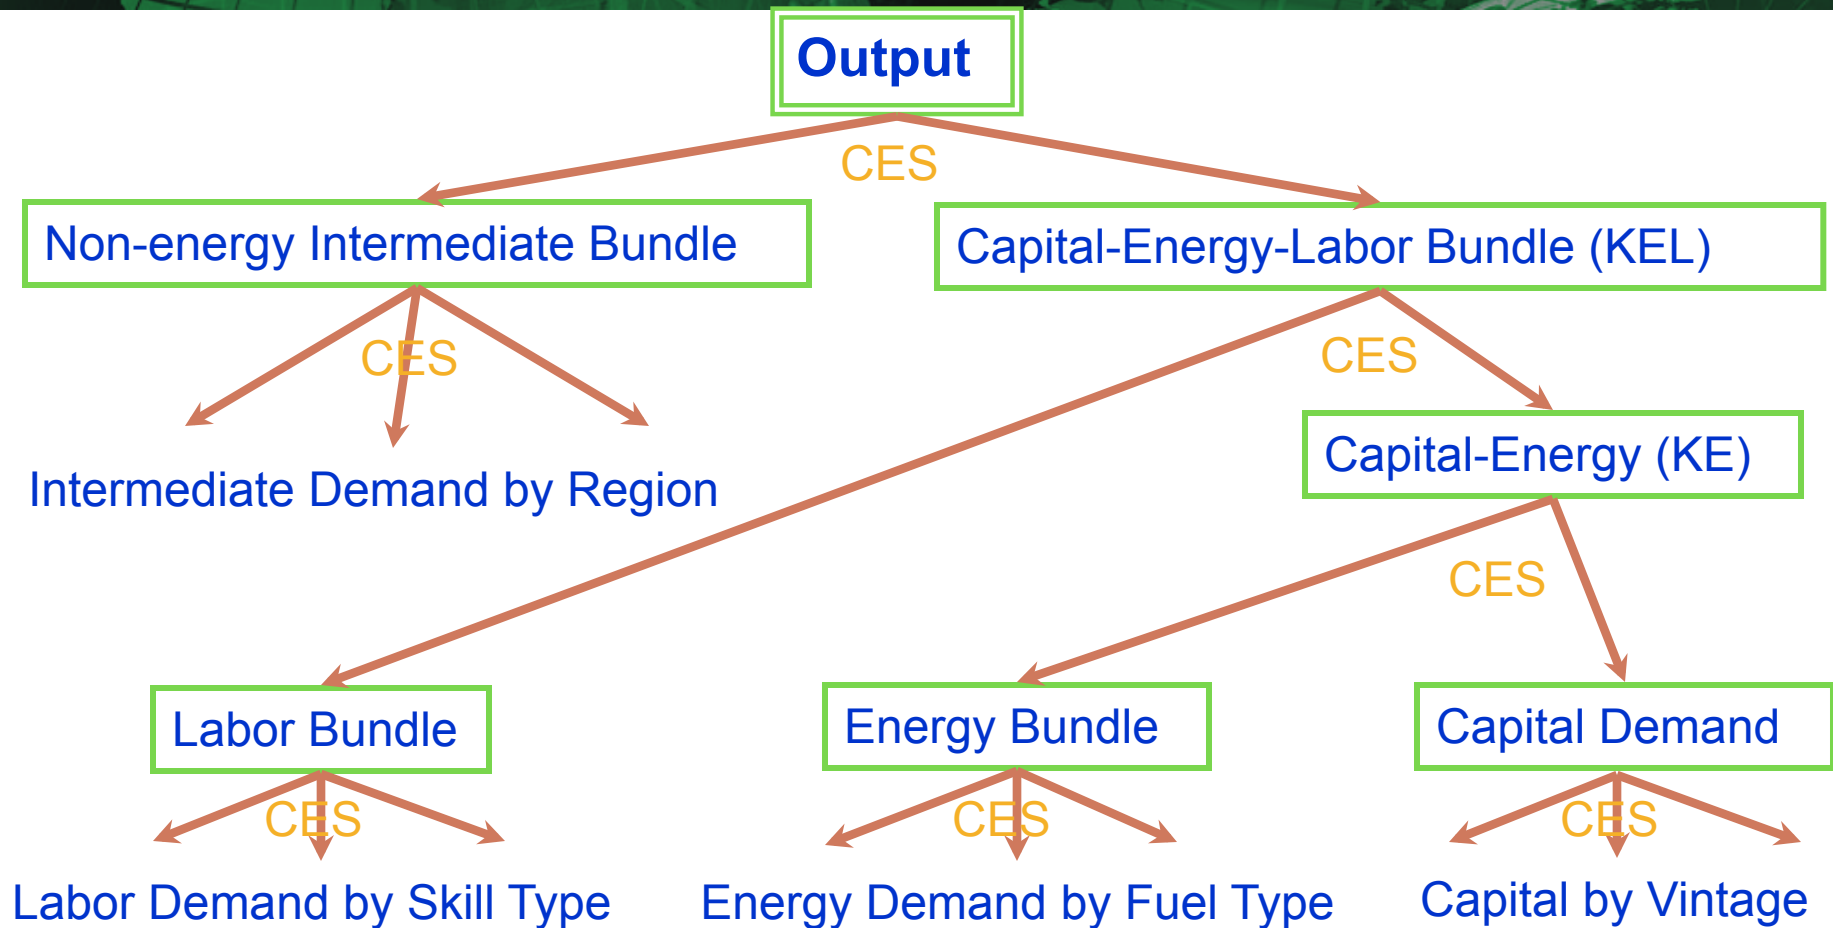 Output
CES
Non-energy Intermediate Bundle
Capital-Energy-Labor Bundle (KEL)
CES
CES
Capital-Energy (KE)
Intermediate Demand by Region
CES
Labor Bundle
Energy Bundle
Capital Demand
CES
CES
CES
Labor Demand by Skill Type
Energy Demand by Fuel Type
Capital by Vintage